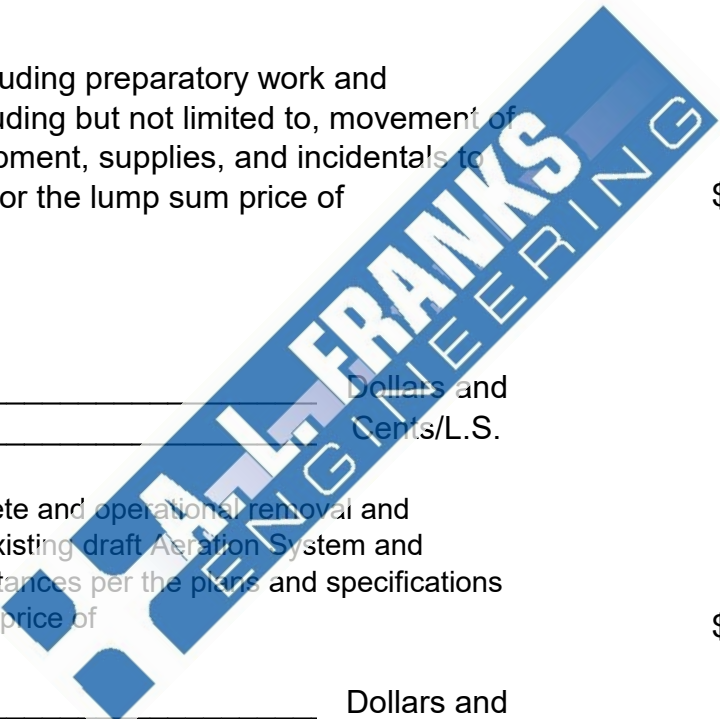 uding preparatory work and
uding but not limited to, movement of
pment, supplies, and incidentals to
or the lump sum price of
$
A.L. FRANKS
ENGINEERING
Dollars and
Cents/L.S.
ete and operational removal and
xisting draft Aeration System and
tances per the plans and specifications
price of
$
Dollars and